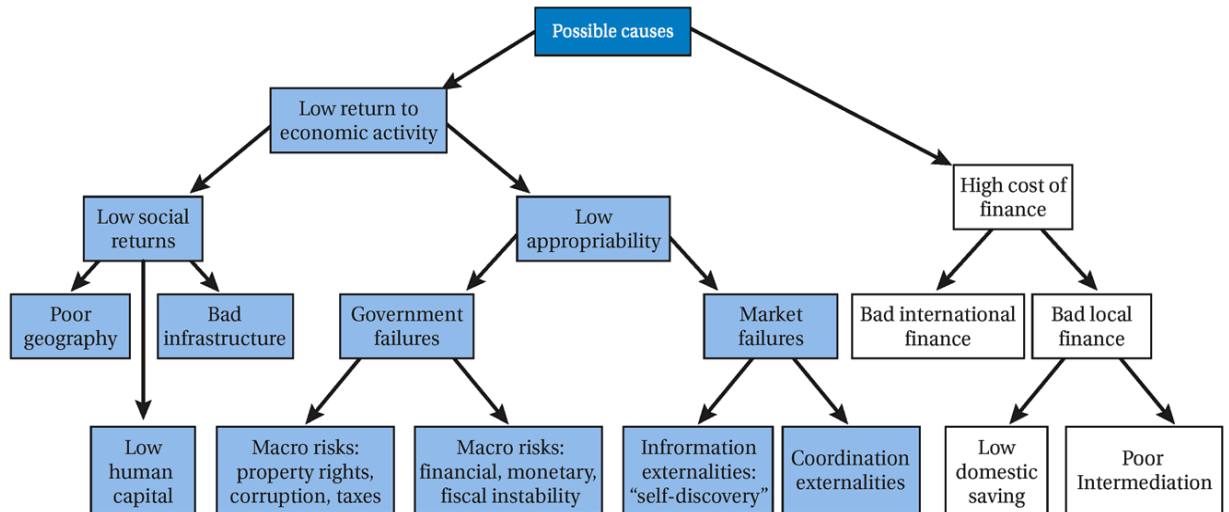 Possible causes
Low return to
economic activity
High cost of
finance
Low social
returns
Low
appropriability
Poor
geography
Bad
infrastructure
Government
failures
Market
failures
Bad international
finance
Bad local
finance
Low
human
capital
Macro risks:
property rights,
corruption, taxes
Macro risks:
financial, monetary,
fiscal instability
Infrormation
externalities:
“self-discovery”
Coordination
externalities
Low
domestic
saving
Poor
Intermediation